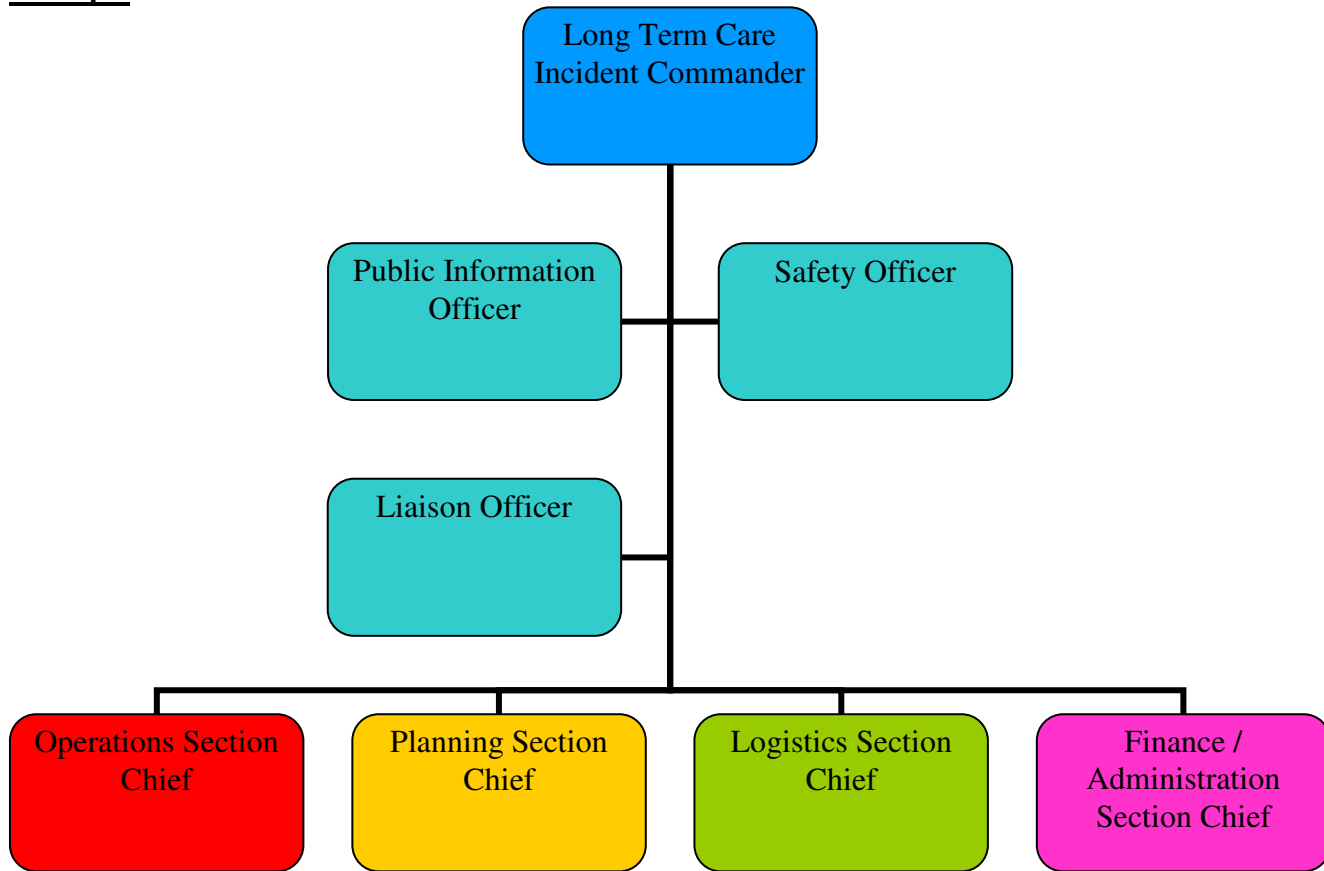 Long Term Care
Incident Commander
Public Information
Officer
Safety Officer
Liaison Officer
Operations Section
Chief
Planning Section
Chief
Logistics Section
Chief
Finance /
Administration
Section Chief